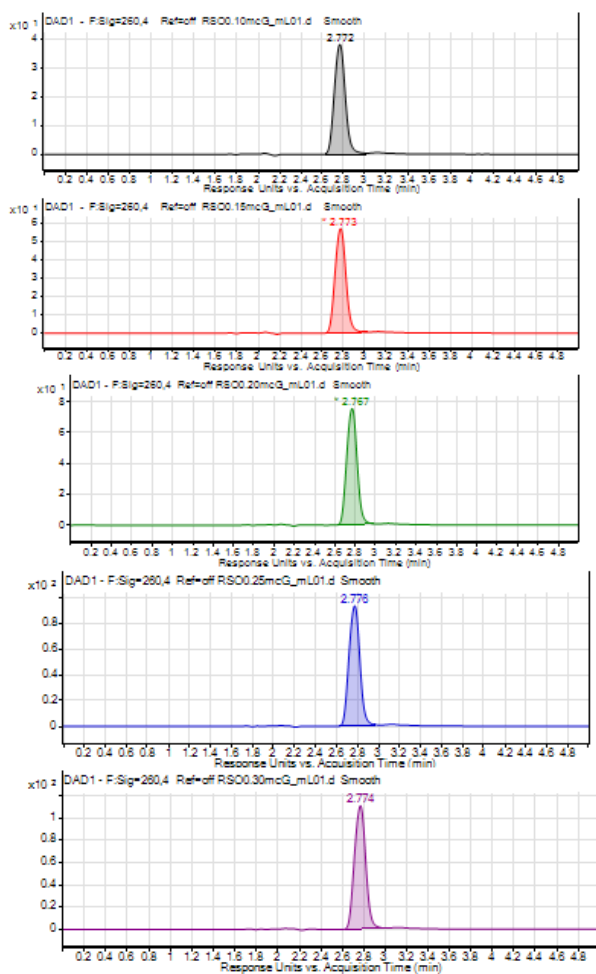 x10 1 DAD1 - F:Sig=260,4 Ref=off RSO0.10mcG_mL01.d Smooth
4
2.772
3
2
1
0
0.2 0.4 0.6 0.8 1 1.2 1.4 1.6 1.8 2 2.2 2.4 2.6 2.8 3 3.2 3.4 3.6 3.8 4 4.2 4.4 4.6 4.8
Response Units vs. Acquisition Time (min)
x10 1 DAD1 - F:Sig=260,4 Ref=off RSO0.15mcG_mL01.d Smooth
6
* 2.773
5
4
3
2
1
0
0.2 0.4 0.6 0.8 1 1.2 1.4 1.6 1.8 2 2.2 2.4 2.6 2.8 3 3.2 3.4 3.6 3.8 4 4.2 4.4 4.6 4.8
Response Units vs. Acquisition Time (min)
x10 1 DAD1 - F:Sig=260,4 Ref=off RSO0.20mcG_mL01.d Smooth
8
* 2.767
6
4
2
0
0.2 0.4 0.6 0.8 1 1.2 1.4 1.6 1.8 2 2.2 2.4 2.6 2.8 3 3.2 3.4 3.6 3.8 4 4.2 4.4 4.6 4.8
Response Units vs. Acquisition Time (min)
DAD1 - F:Sig=260,4 Ref=off RSO0.25mcG_mL01.d Smooth
x10 2
2.776
0.8
0.6
0.4
0.2
0
0.2 0.4 0.6 0.8 1 1.2 1.4 1.6 1.8 2 2.2 2.4 2.6 2.8 3 3.2 3.4 3.6 3.8 4 4.2 4.4 4.6 4.8
Response Units vs. Acquisition Time (min)
DAD1 - F:Sig=260,4 Ref=off RSO0.30mcG_mL01.d Smooth
x10 2
2.774
1
0.8
0.6
0.4
0.2
0
0.2 0.4 0.6 0.8 1 1.2 1.4 1.6 1.8 2 2.2 2.4 2.6 2.8 3 3.2 3.4 3.6 3.8 4 4.2 4.4 4.6 4.8
Response Units vs. Acquisition Time (min)